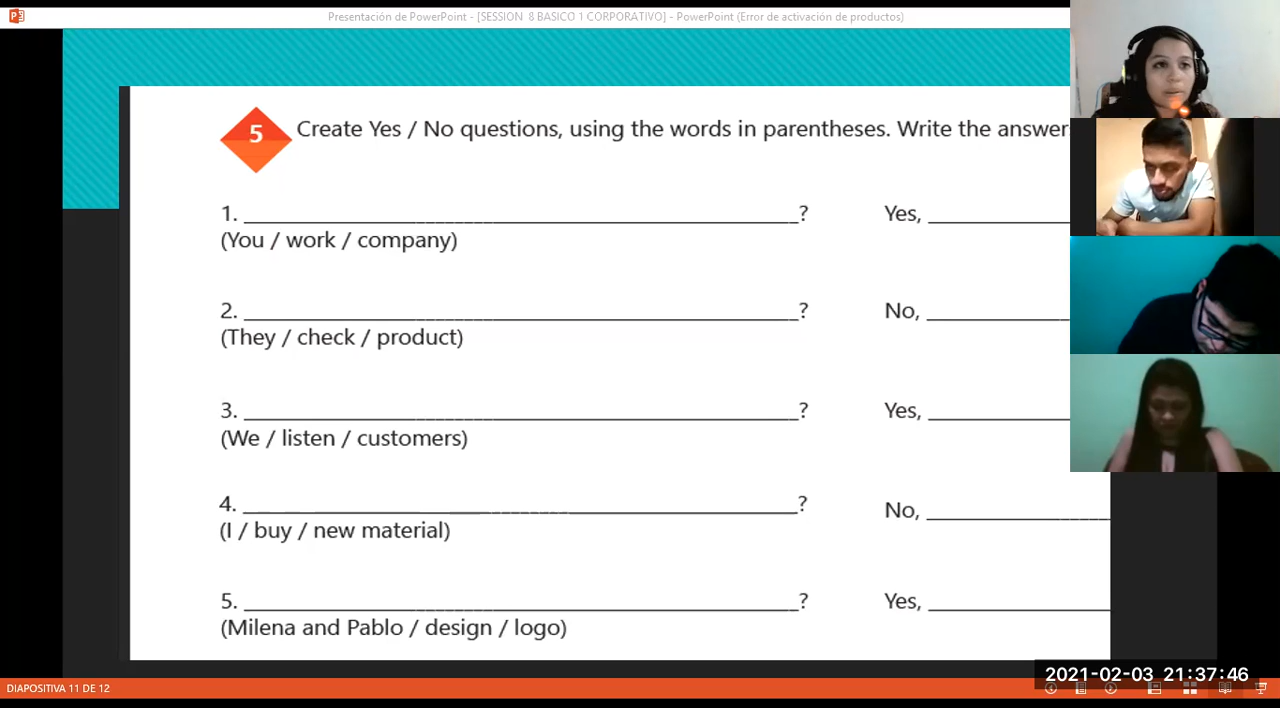 Presentación de PowerPoint - [SESSION 8 BASICO 1 CORPORATIVO] - PowerPoint (Error de activación de productos)
5 Create Yes / No questions, using the words in parentheses. Write the answer
1. ? Yes,
(You / work / company)
2. ? No,
(They / check / product)
3. ? Yes,
(We / listen / customers)
4. ? No,
(I / buy / new material)
5. ? Yes,
(Milena and Pablo / design / logo)
2021-02-03 21:37:46
DIAPOSITIVA 11 DE 12